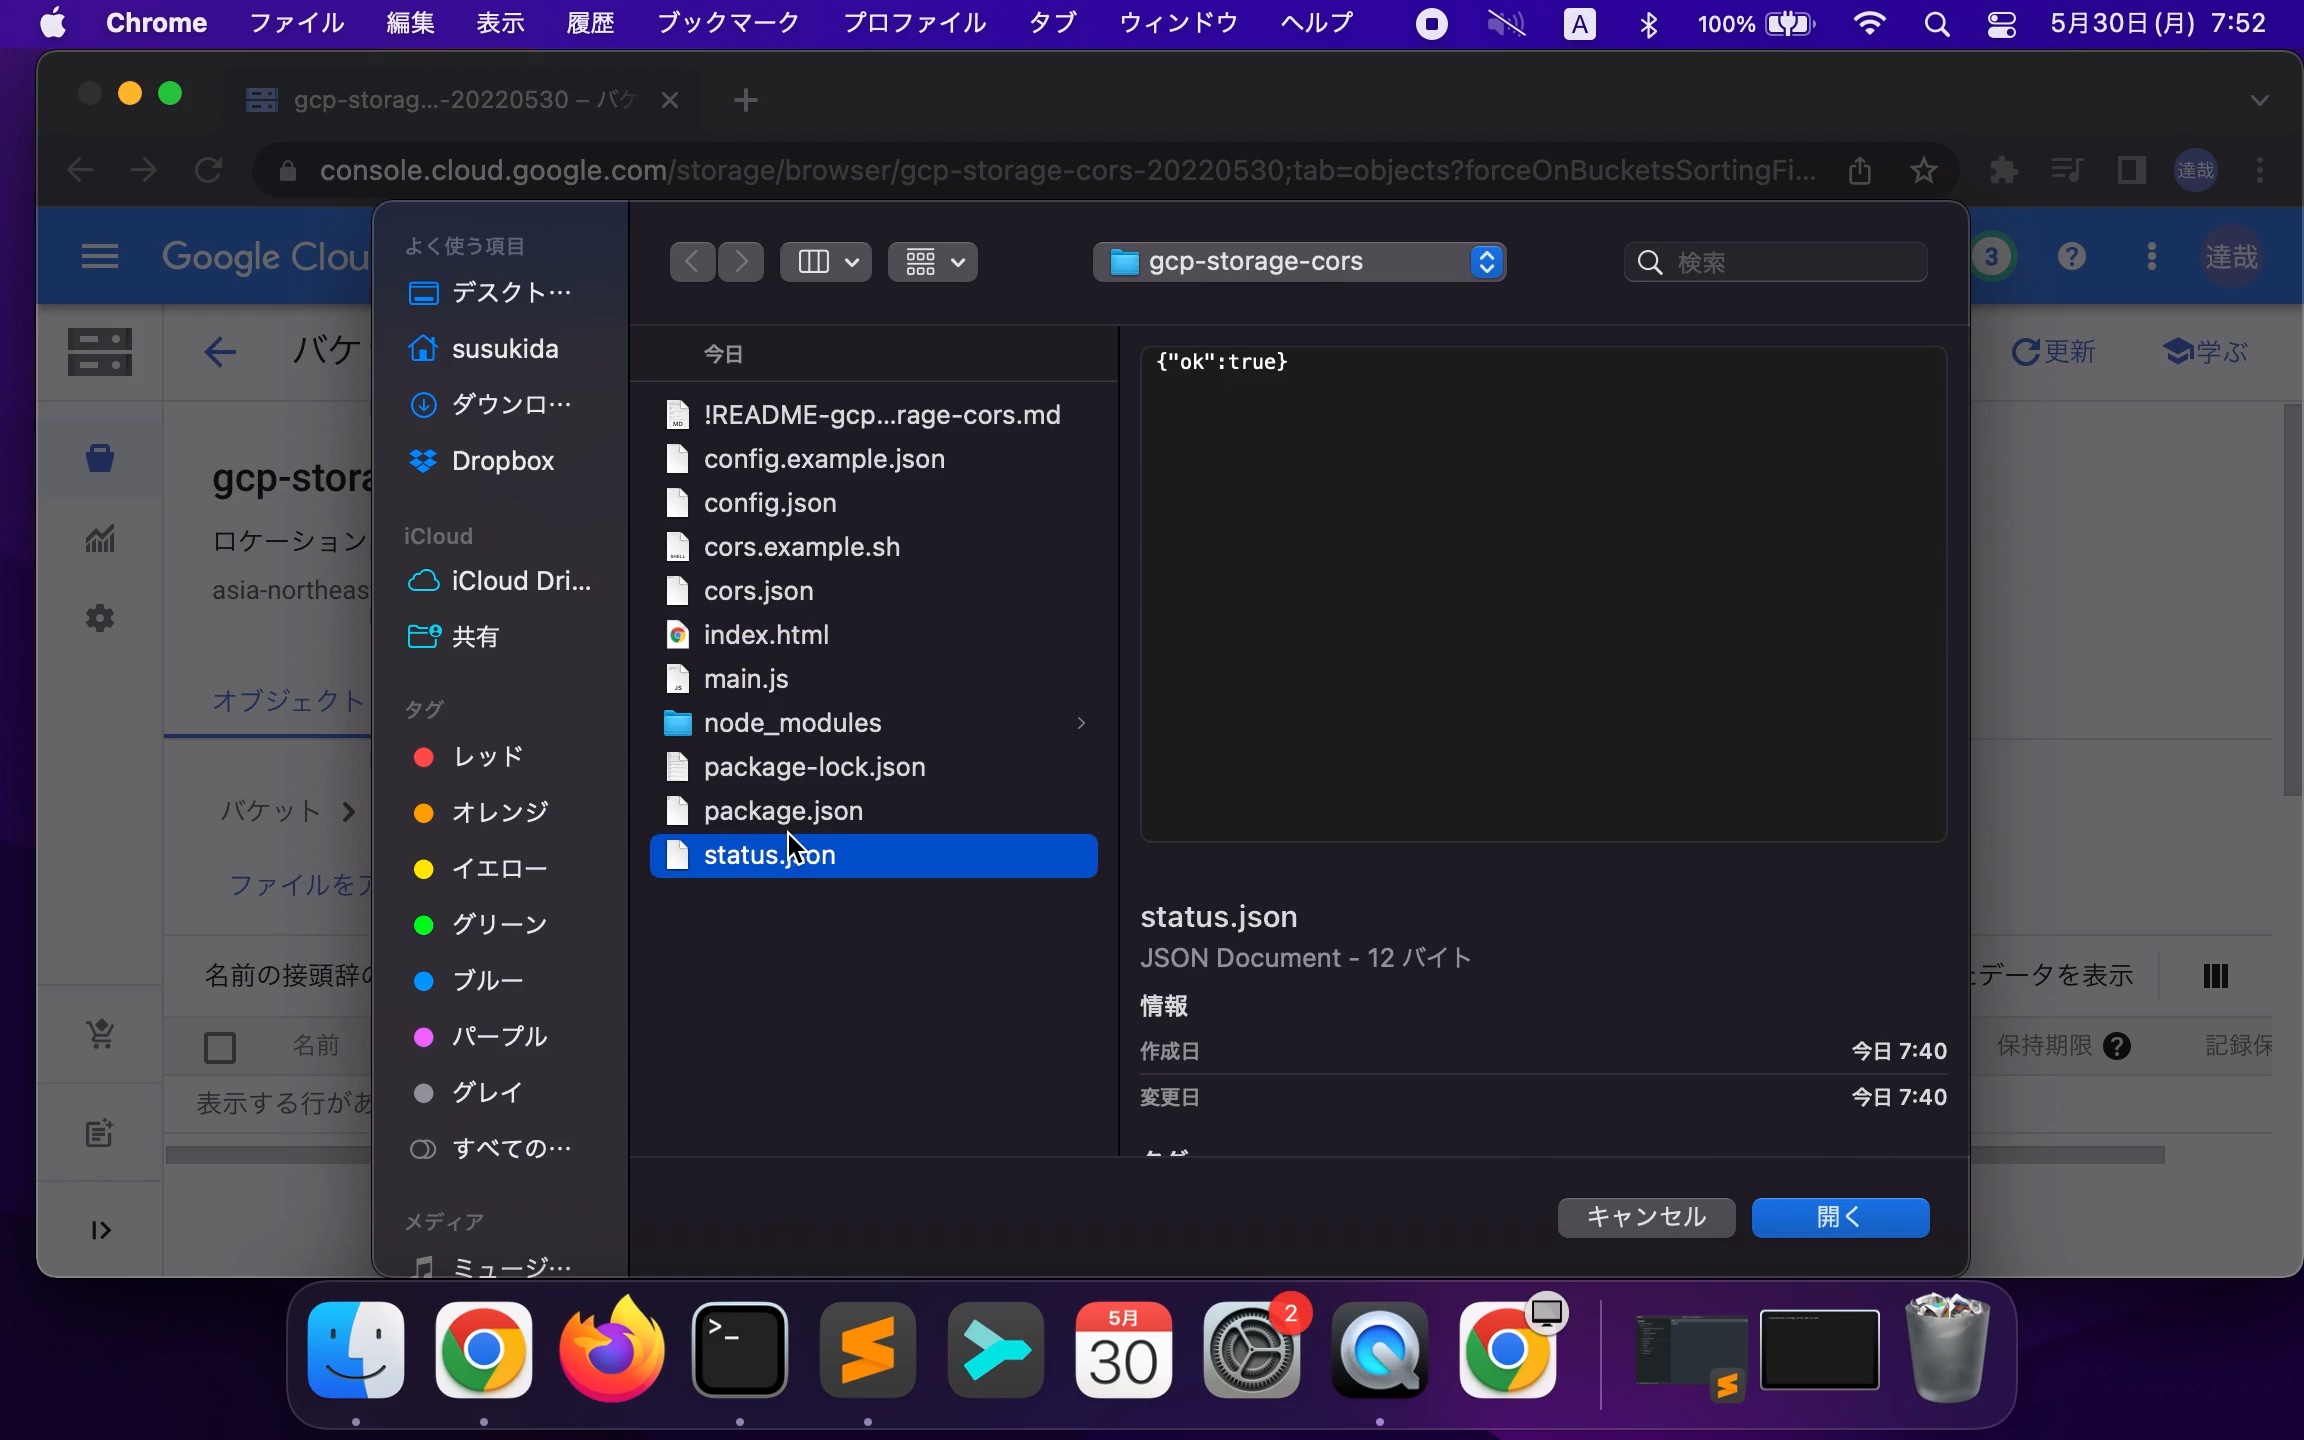 Chrome ファイル 編集 表示 履歴 ブックマーク プロファイル タブ ウィンドウ ヘルプ A 100% 5月30日(月) 7:52
gcp-storag...-20220530 – バケ
console.cloud.google.com/storage/browser/gcp-storage-cors-20220530;tab=objects?forceOnBucketsSortingFi... 達哉
Google Clou 3 達哉
バケ 更新 学ぶ
gcp-stora
ロケーション
asia-northeas
オブジェクト
バケット
ファイルをア
名前の接頭辞の データを表示
名前 保持期限 記録保
表示する行があ
よく使う項目
デスクト…
susukida
ダウンロ…
Dropbox
iCloud
iCloud Dri...
共有
タグ
レッド
オレンジ
イエロー
グリーン
ブルー
パープル
グレイ
すべての…
メディア
ミュージ…
gcp-storage-cors 検索
今日
!README-gcp...rage-cors.md
config.example.json
config.json
cors.example.sh
cors.json
index.html
main.js
node_modules
package-lock.json
package.json
status.json
{"ok":true}
status.json
JSON Document - 12 バイト
情報
作成日 今日 7:40
変更日 今日 7:40
タグ
キャンセル 開く
5月
30
2